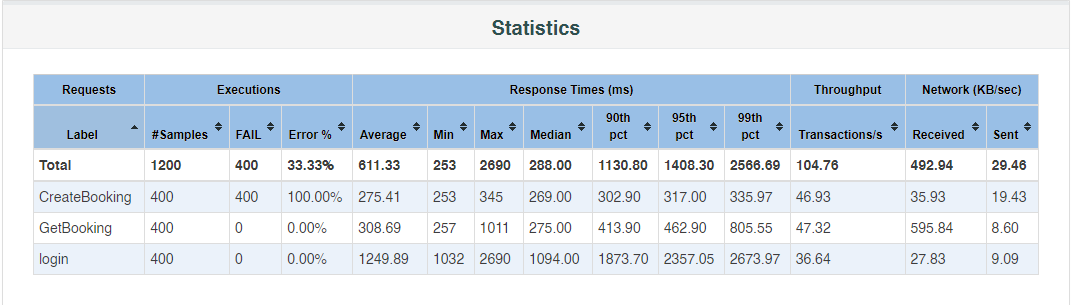 Statistics
Requests Executions Response Times (ms) Throughput Network (KB/sec)
Label #Samples FAIL Error % Average Min Max Median 90th pct 95th pct 99th pct Transactions/s Received Sent
Total 1200 400 33.33% 611.33 253 2690 288.00 1130.80 1408.30 2566.69 104.76 492.94 29.46
CreateBooking 400 400 100.00% 275.41 253 345 269.00 302.90 317.00 335.97 46.93 35.93 19.43
GetBooking 400 0 0.00% 308.69 257 1011 275.00 413.90 462.90 805.55 47.32 595.84 8.60
login 400 0 0.00% 1249.89 1032 2690 1094.00 1873.70 2357.05 2673.97 36.64 27.83 9.09